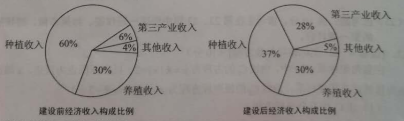 第三产业收入
种植收入
60%
6%
4%
其他收入
30%
养殖收入
建设前经济收入构成比例
第三产业收入
28%
种植收入
5%
其他收入
37%
30%
养殖收入
建设后经济收入构成比例